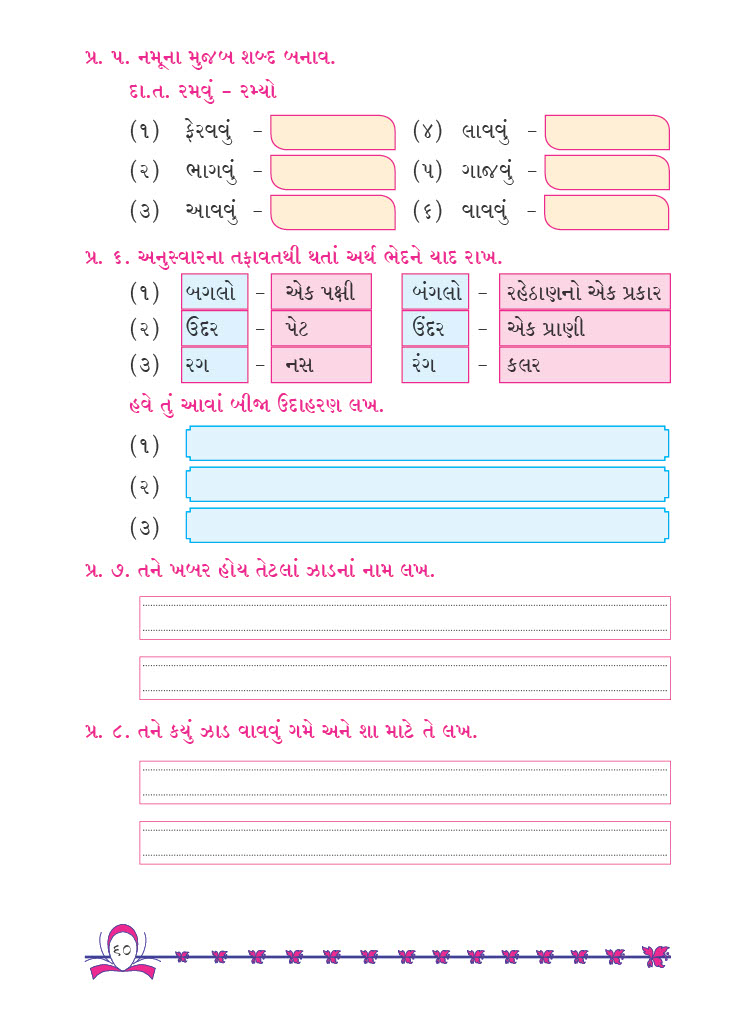 પ્ર. ૫. નમૂના મુજબ શબ્દ બનાવ.
દા.ત. રમવું – રમ્યો
(૧) ફેરવવું – (૪) લાવવું –
(૨) ભાગવું – (૫) ગાજવું –
(૩) આવવું – (૬) વાવવું –
પ્ર. ૬. અનુસ્વારના તફાવતથી થતાં અર્થ ભેદને યાદ રાખ.
(૧) બગલો – એક પક્ષી બંગલો – રહેઠાણનો એક પ્રકાર
(૨) ઉદર – પેટ ઉંદર – એક પ્રાણી
(૩) રગ – નસ રંગ – કલર
હવે તું આવાં બીજા ઉદાહરણ લખ.
(૧)
(૨)
(૩)
પ્ર. ૭. તને ખબર હોય તેટલાં ઝાડનાં નામ લખ.
પ્ર. ૮. તને કયું ઝાડ વાવવું ગમે અને શા માટે તે લખ.
૬૦